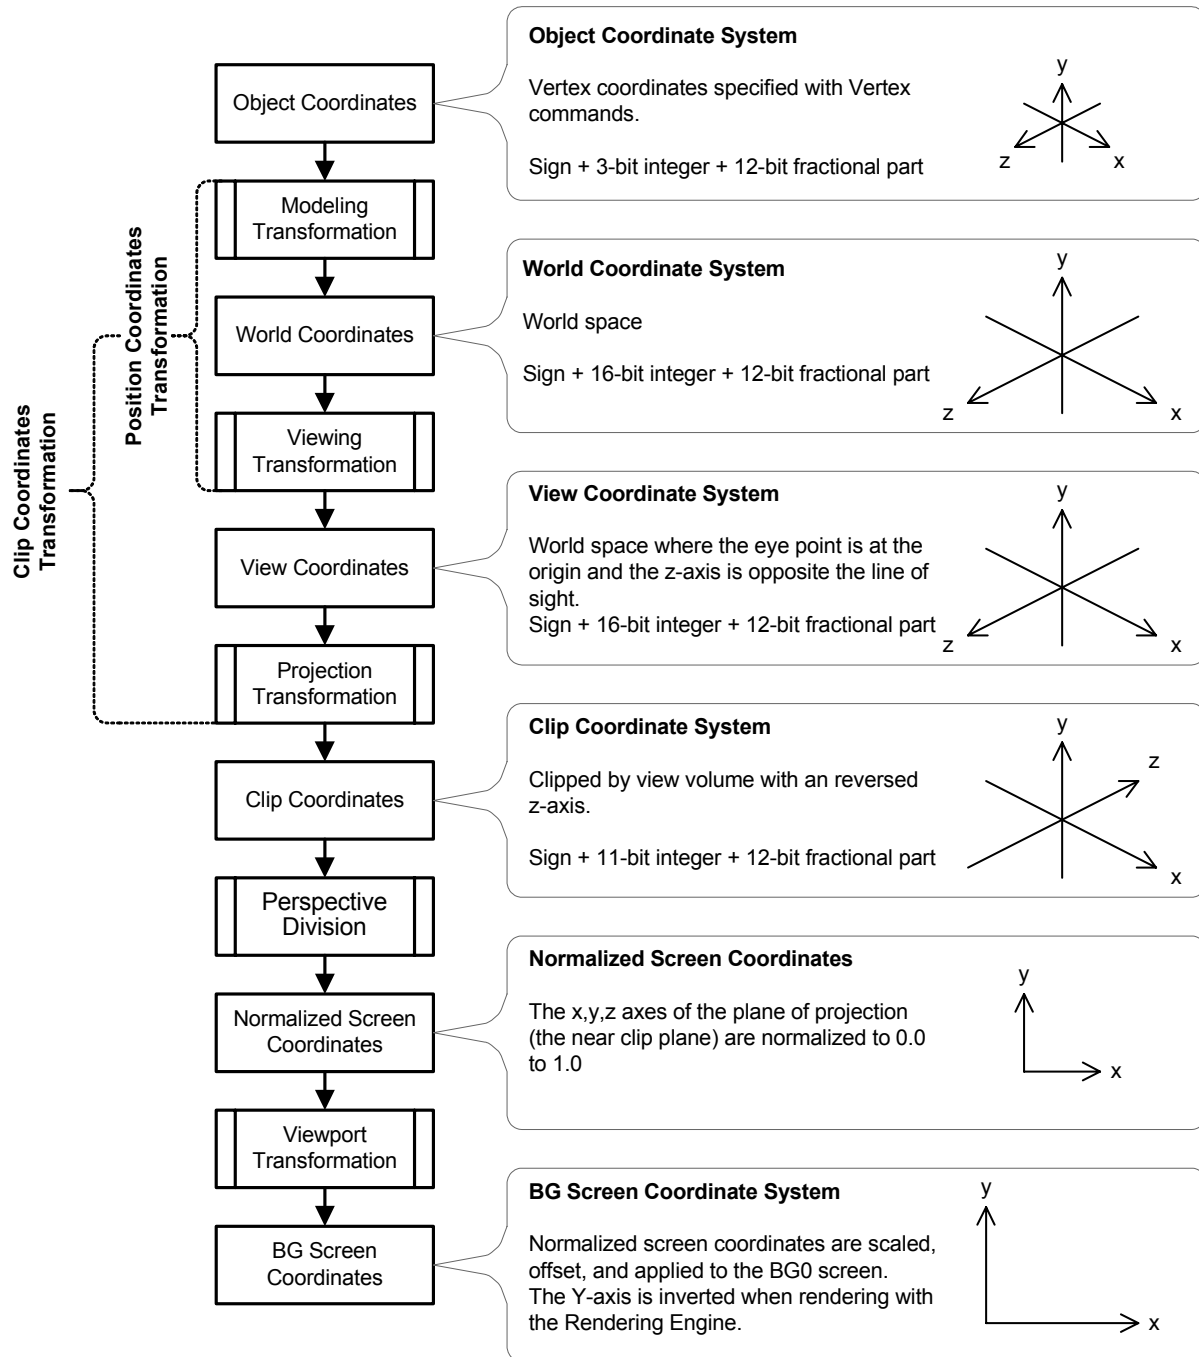 Object Coordinate System
Vertex coordinates specified with Vertex
commands.
Sign + 3-bit integer + 12-bit fractional part
y
z
x
Object Coordinates
Modeling
Transformation
World Coordinate System
World space
Sign + 16-bit integer + 12-bit fractional part
y
z
x
World Coordinates
Position Coordinates
Transformation
Viewing
Transformation
Clip Coordinates
Transformation
View Coordinate System
World space where the eye point is at the
origin and the z-axis is opposite the line of
sight.
Sign + 16-bit integer + 12-bit fractional part
y
z
x
View Coordinates
Projection
Transformation
Clip Coordinate System
Clipped by view volume with an reversed
z-axis.
Sign + 11-bit integer + 12-bit fractional part
y
z
x
Clip Coordinates
Perspective
Division
Normalized Screen Coordinates
The x,y,z axes of the plane of projection
(the near clip plane) are normalized to 0.0
to 1.0
y
x
Normalized Screen
Coordinates
Viewport
Transformation
BG Screen Coordinate System
Normalized screen coordinates are scaled,
offset, and applied to the BG0 screen.
The Y-axis is inverted when rendering with
the Rendering Engine.
y
x
BG Screen
Coordinates